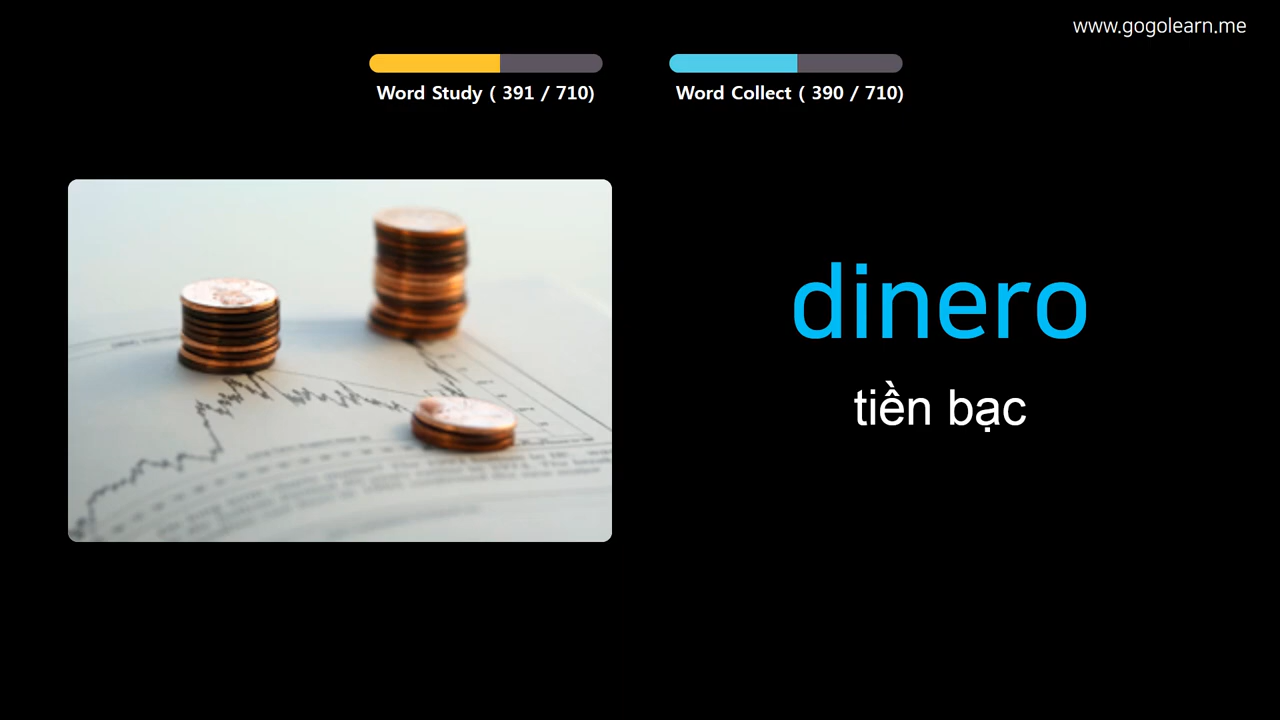 www.gogolearn.me
Word Study ( 391 / 710)
Word Collect ( 390 / 710)
dinero
tiền bạc